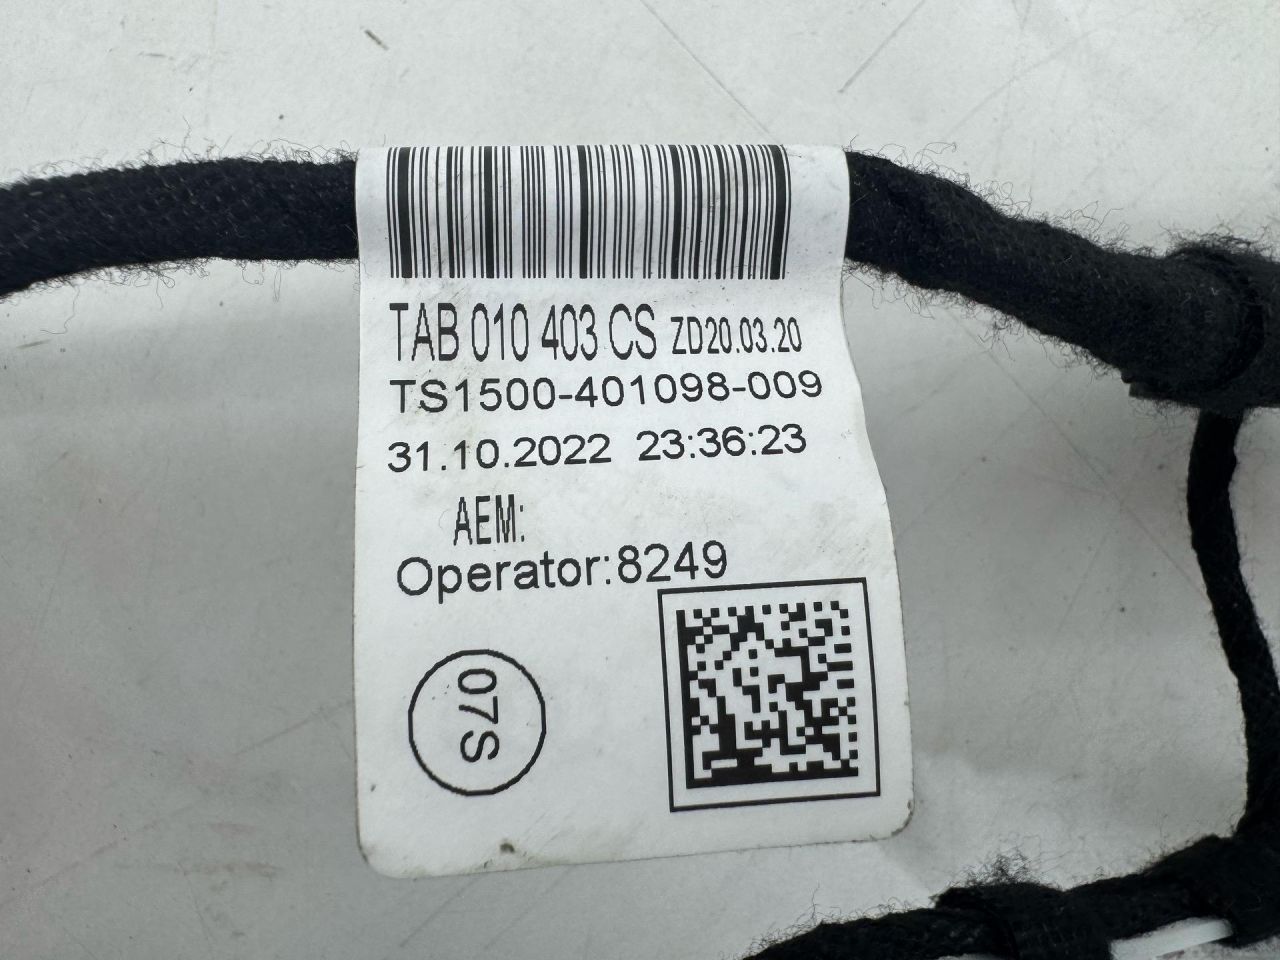 TAB 010 403 CS ZD20.03.20
TS1500-401098-009
31.10.2022 23:36:23
AEM:
Operator:8249
07S